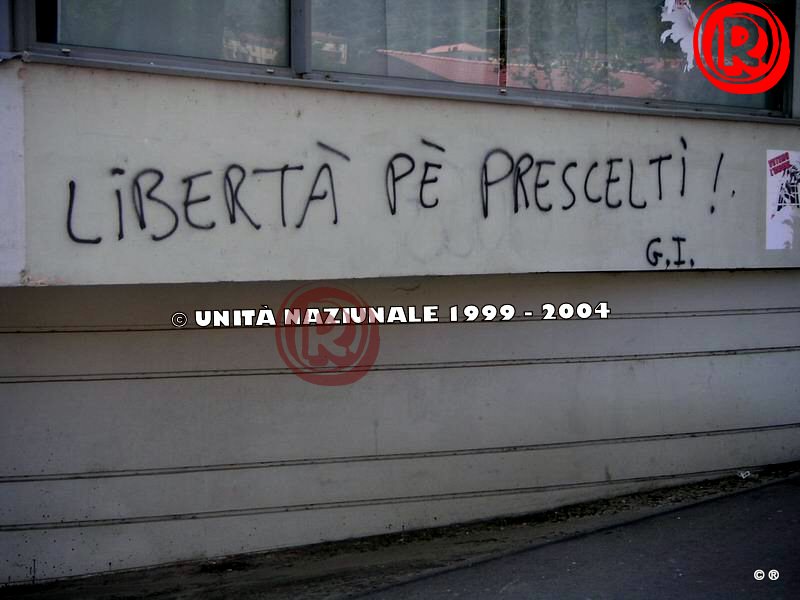 R
LIBERTÀ PÈ PRESCELTI !.
G.I.
© UNITÀ NAZIUNALE 1999 - 2004
R
© ®